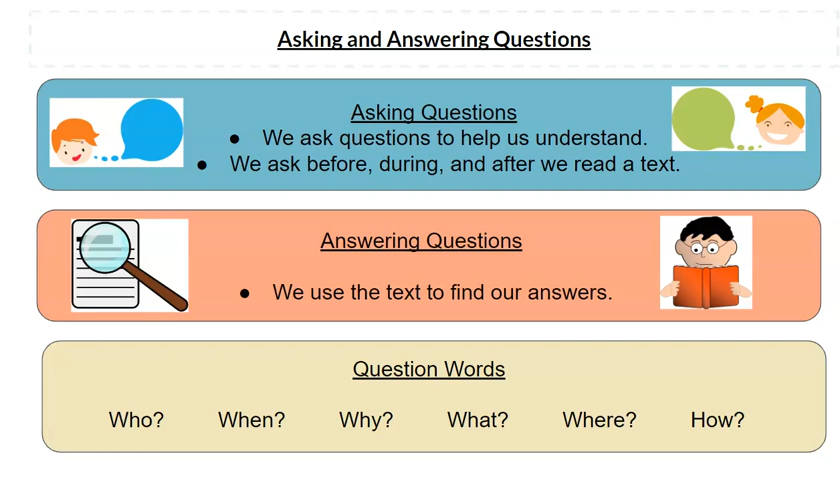 Asking and Answering Questions
Asking Questions
● We ask questions to help us understand.
● We ask before, during, and after we read a text.
Answering Questions
● We use the text to find our answers.
Question Words
Who? When? Why? What? Where? How?